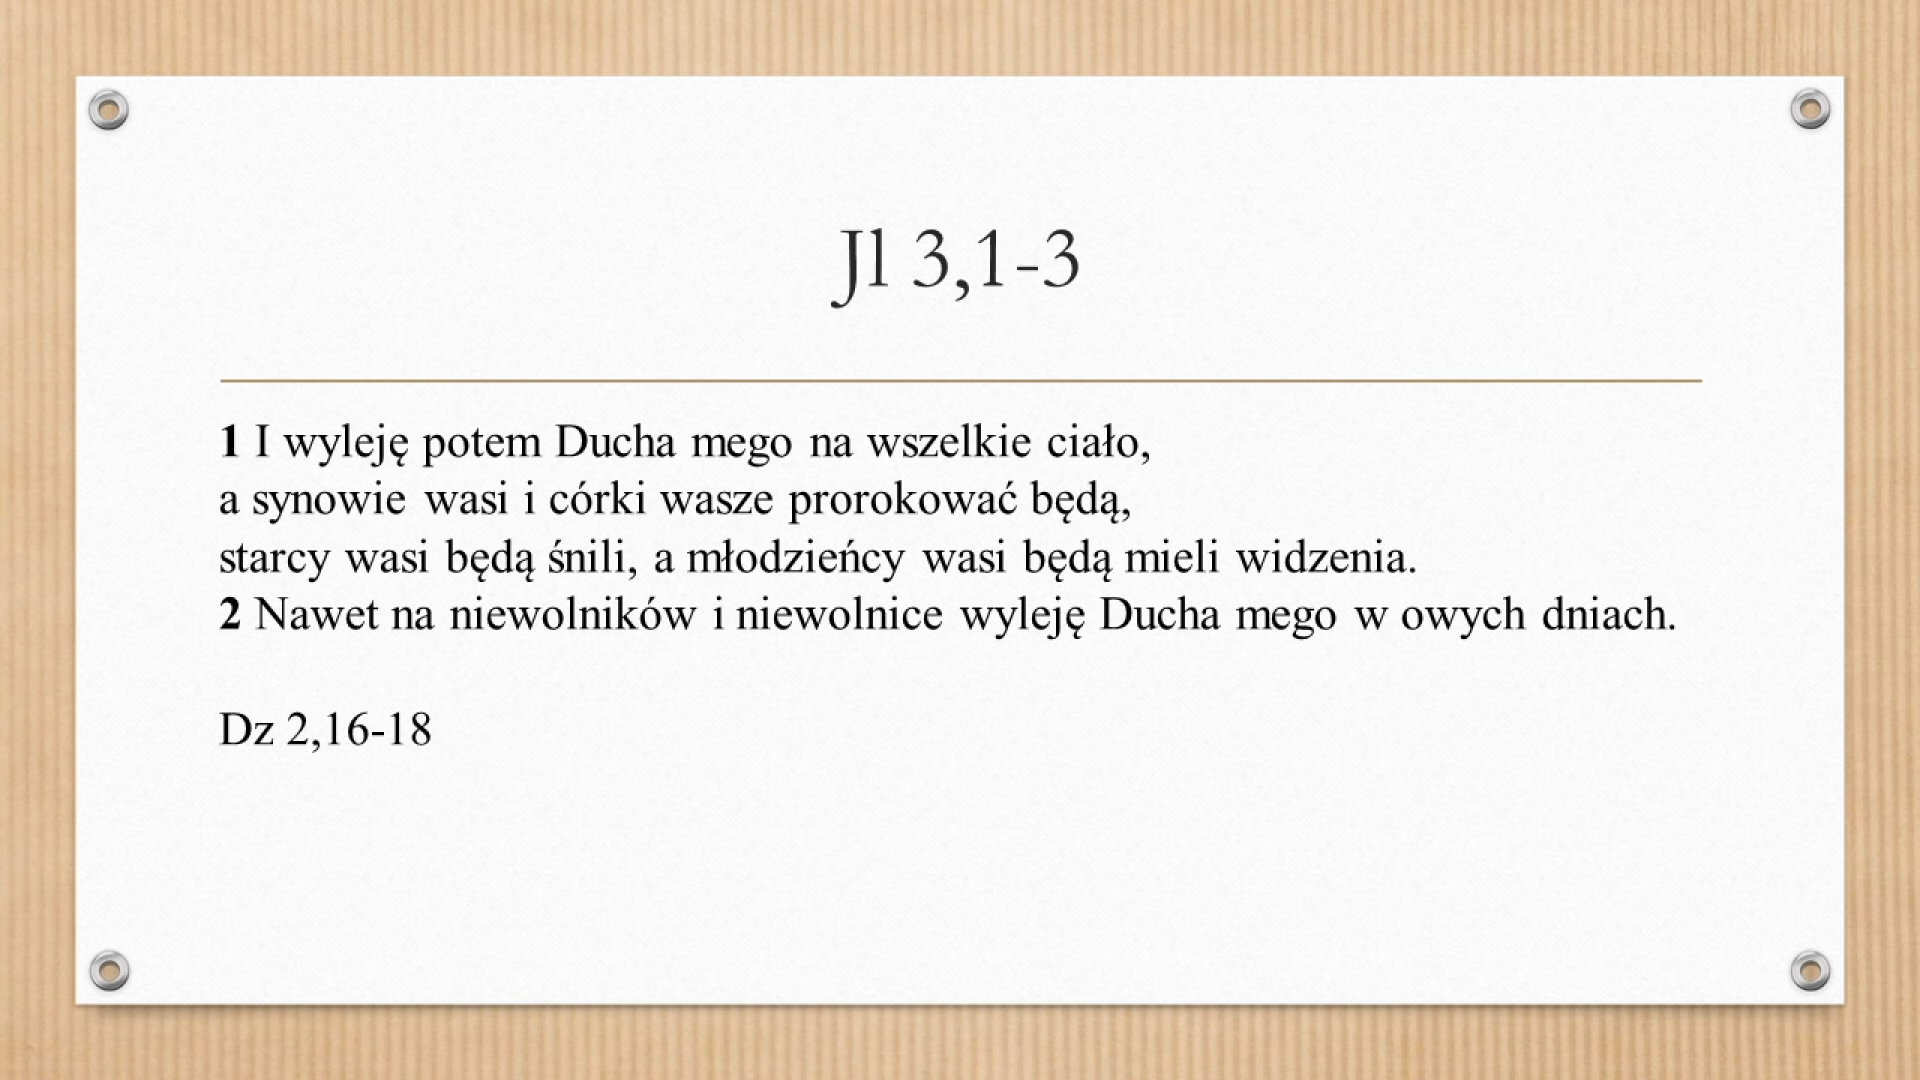 Jl 3,1-3
1 I wyleję potem Ducha mego na wszelkie ciało,
a synowie wasi i córki wasze prorokować będą,
starcy wasi będą śnili, a młodzieńcy wasi będą mieli widzenia.
2 Nawet na niewolników i niewolnice wyleję Ducha mego w owych dniach.
Dz 2,16-18